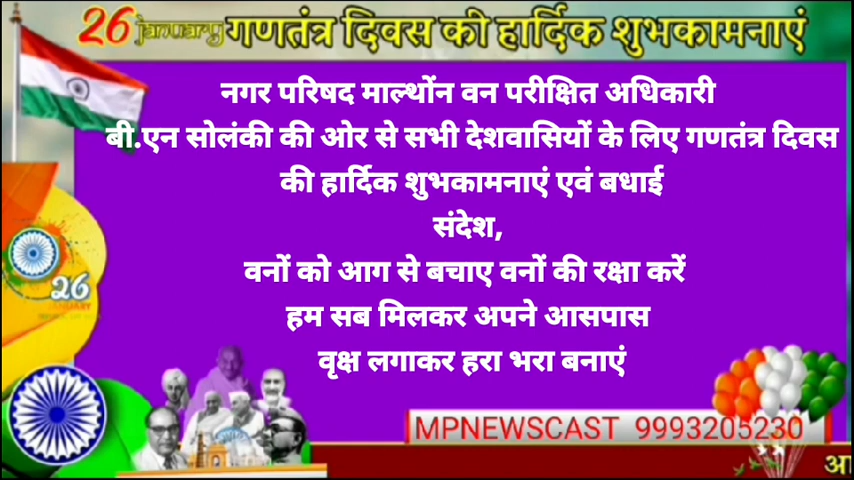 26 january गणतंत्र दिवस की हार्दिक शुभकामनाएं
नगर परिषद माल्थोंन वन परीक्षित अधिकारी
बी.एन सोलंकी की ओर से सभी देशवासियों के लिए गणतंत्र दिवस
की हार्दिक शुभकामनाएं एवं बधाई
संदेश,
वनों को आग से बचाए वनों की रक्षा करें
हम सब मिलकर अपने आसपास
वृक्ष लगाकर हरा भरा बनाएं
26
JANUARY
MPNEWSCAST 9993205230